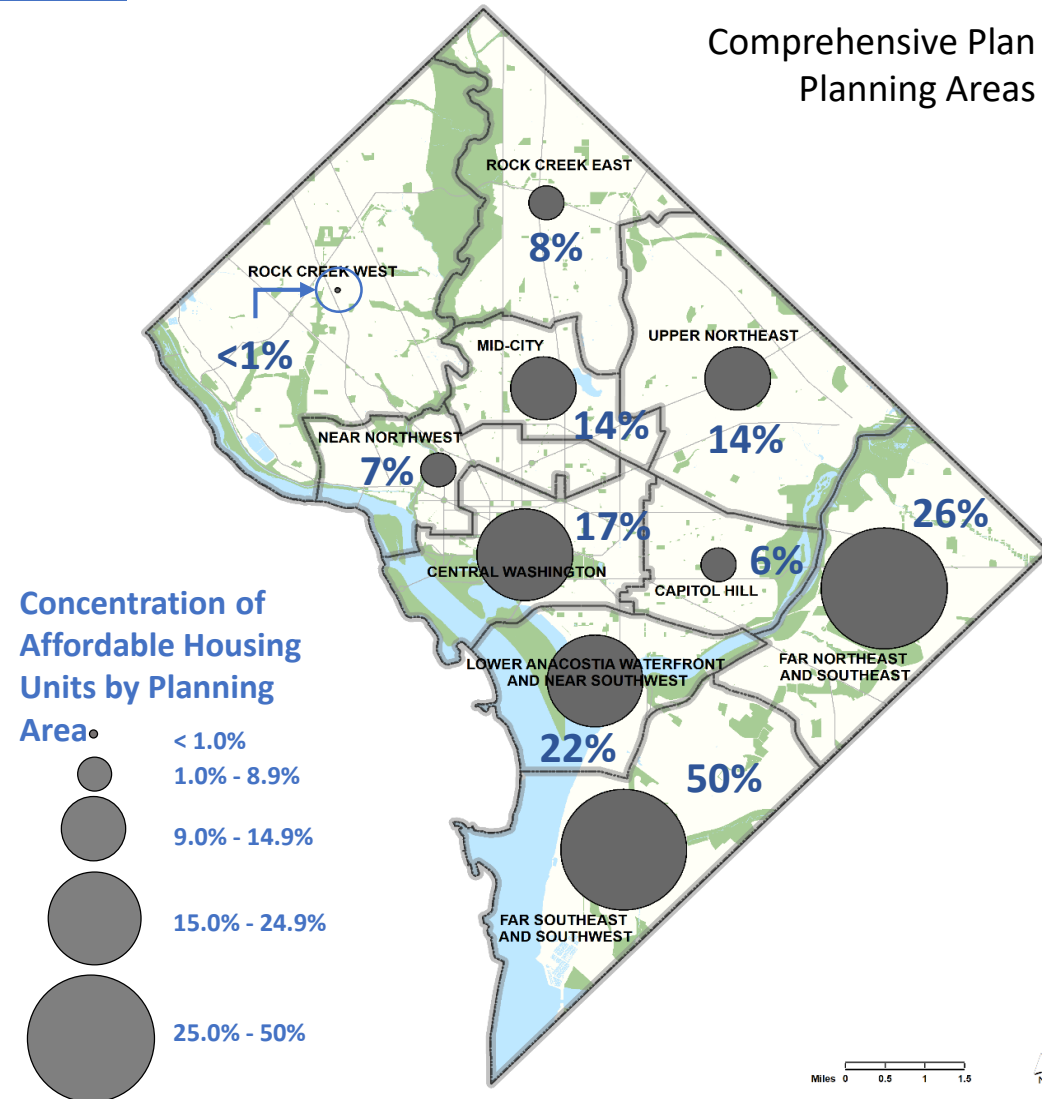 Comprehensive Plan
Planning Areas
ROCK CREEK EAST
8%
ROCK CREEK WEST
<1%
MID-CITY
14%
UPPER NORTHEAST
14%
NEAR NORTHWEST
7%
17%
CENTRAL WASHINGTON
6%
CAPITOL HILL
26%
FAR NORTHEAST
AND SOUTHEAST
LOWER ANACOSTIA WATERFRONT
AND NEAR SOUTHWEST
22%
50%
FAR SOUTHEAST
AND SOUTHWEST
Concentration of
Affordable Housing
Units by Planning
Area
< 1.0%
1.0% - 8.9%
9.0% - 14.9%
15.0% - 24.9%
25.0% - 50%
Miles 0 0.5 1 1.5
N